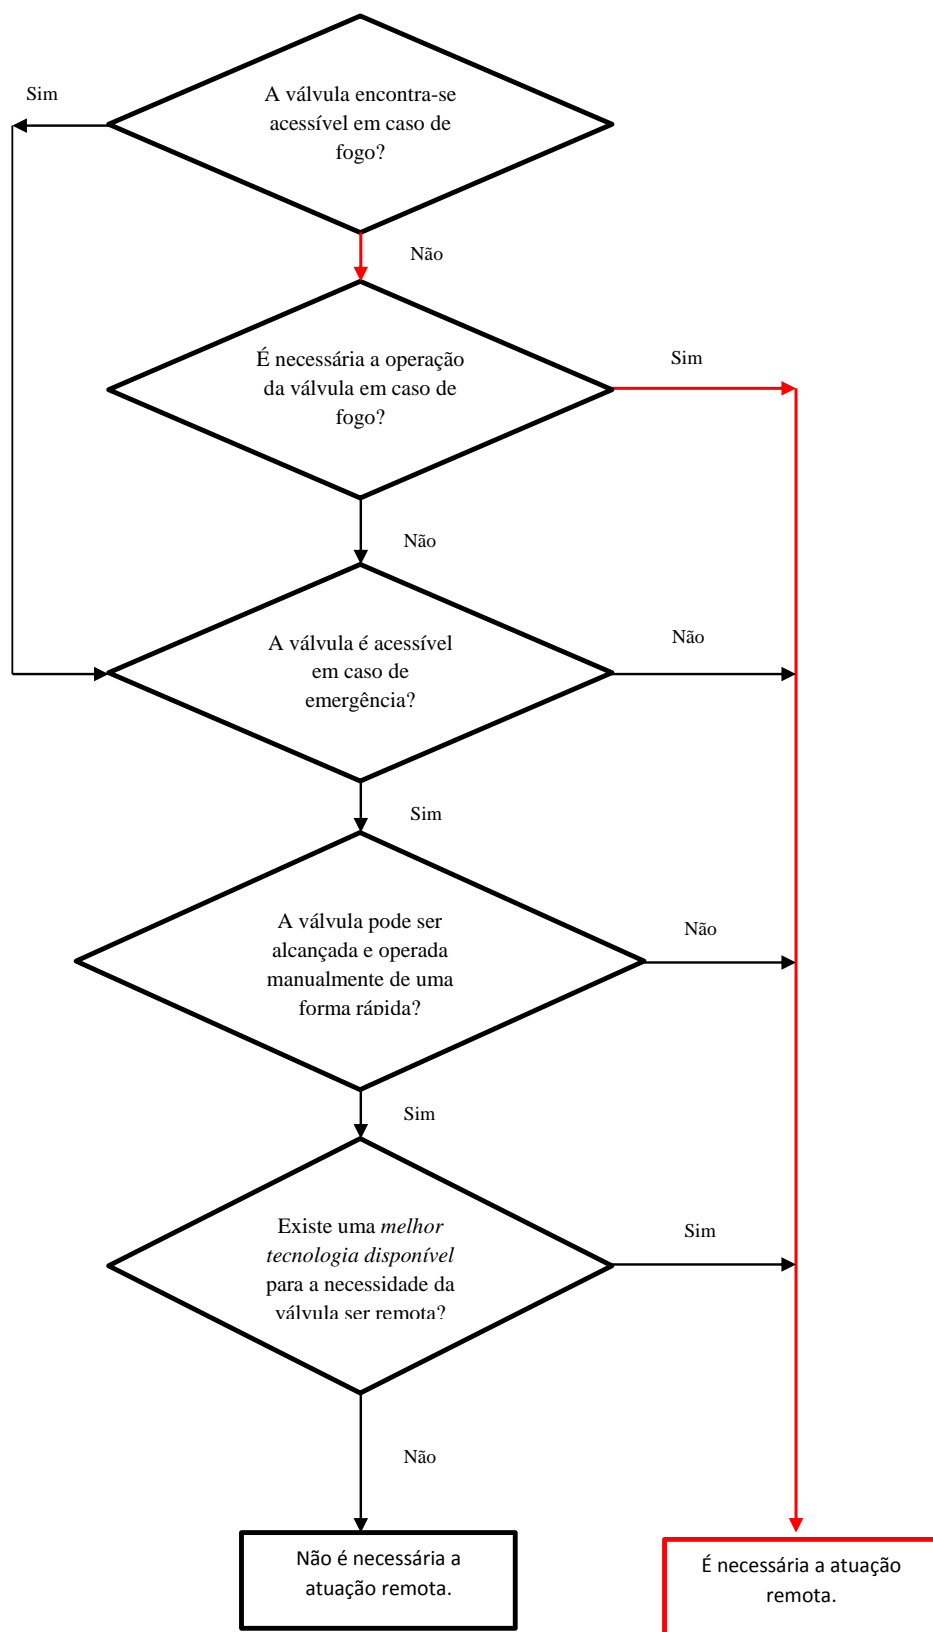 Sim
A válvula encontra-se
acessível em caso de
fogo?
Não
É necessária a operação
da válvula em caso de
fogo?
Sim
Não
A válvula é acessível
em caso de
emergência?
Não
Sim
A válvula pode ser
alcançada e operada
manualmente de uma
forma rápida?
Não
Sim
Existe uma melhor
tecnologia disponível
para a necessidade da
válvula ser remota?
Sim
Não
Não é necessária a
atuação remota.
É necessária a atuação
remota.